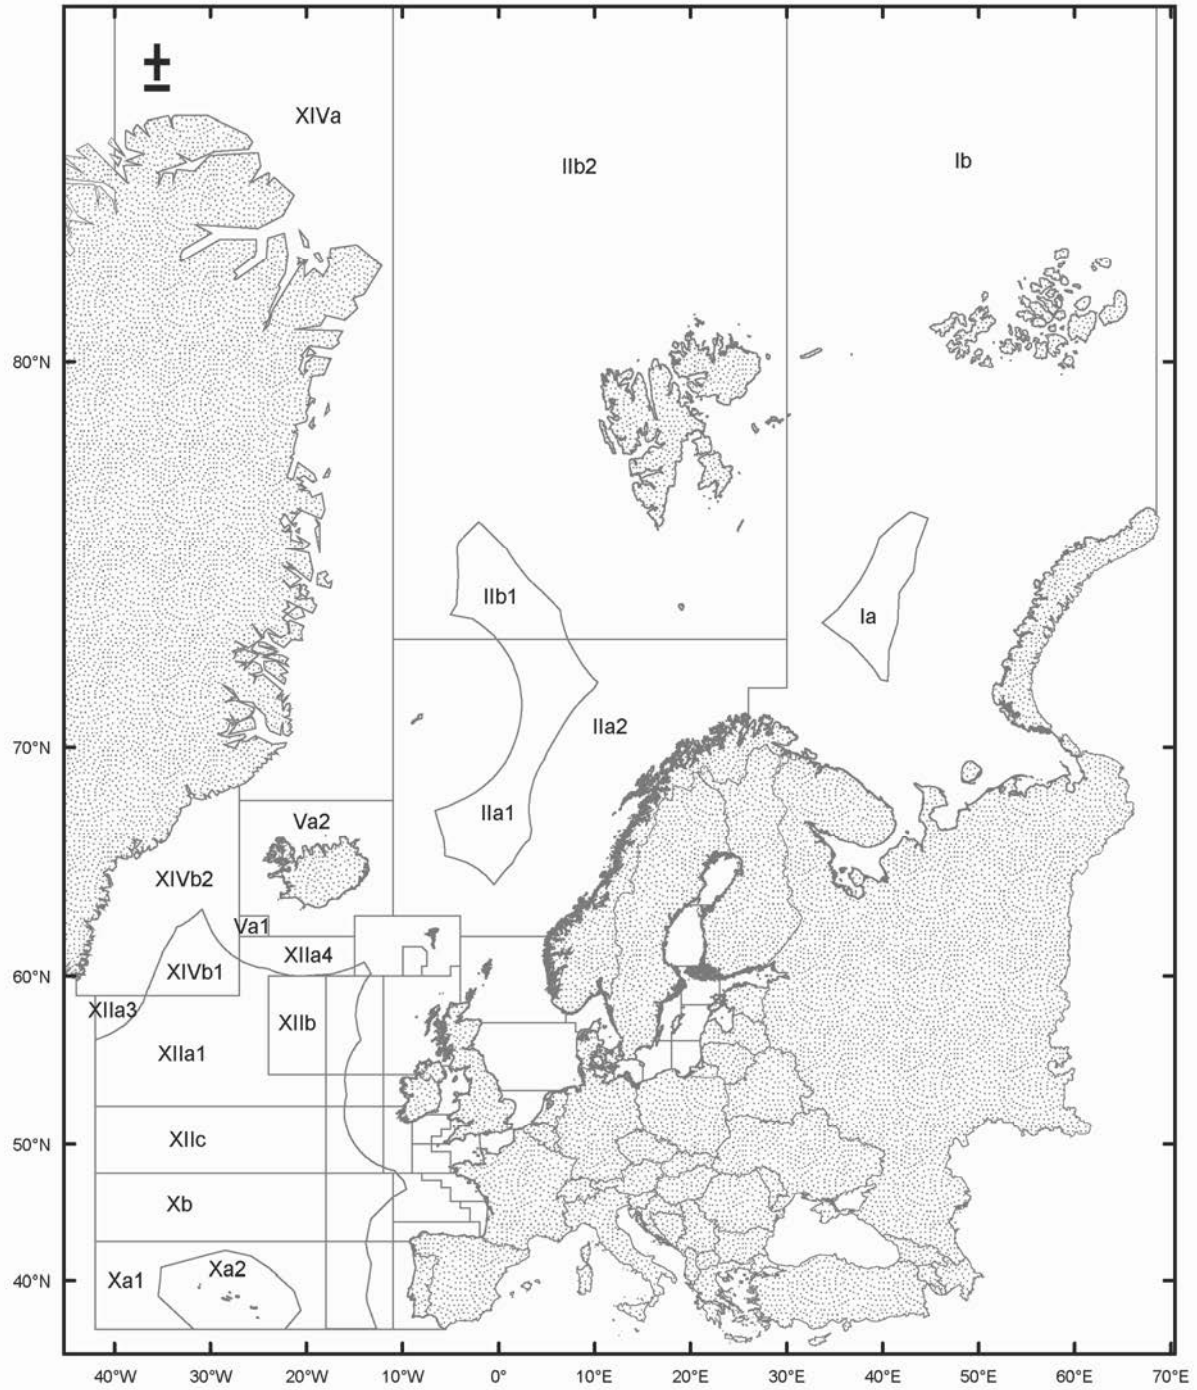 ±
XIVa
IIb2
Ib
80°N
IIb1
Ia
IIa2
70°N
IIa1
Va2
XIVb2
Va1
XIIa4
XIVb1
60°N
XIIa3
XIIb
XIIa1
50°N
XIIc
Xb
Xa2
Xa1
40°N
40°W 30°W 20°W 10°W 0° 10°E 20°E 30°E 40°E 50°E 60°E 70°E